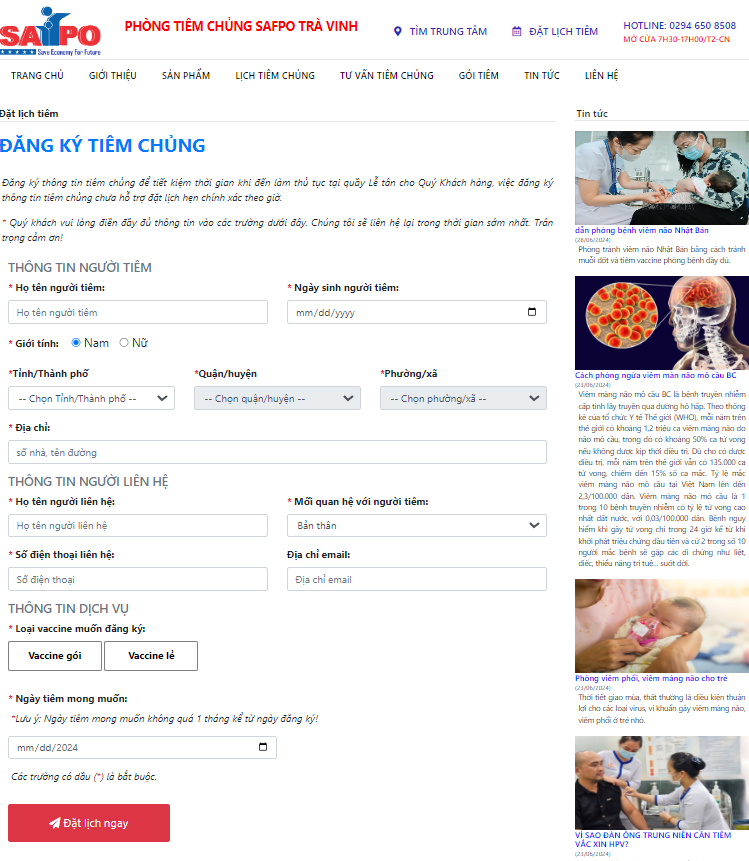 SAFPO
Save Economy For Future
PHÒNG TIÊM CHỦNG SAFPO TRÀ VINH
TÌM TRUNG TÂM
ĐẶT LỊCH TIÊM
HOTLINE: 0294 650 8508
MỞ CỬA 7H30-17H00/T2-CN
TRANG CHỦ GIỚI THIỆU SẢN PHẨM LỊCH TIÊM CHỦNG TƯ VẤN TIÊM CHỦNG GÓI TIÊM TIN TỨC LIÊN HỆ
Đặt lịch tiêm
ĐĂNG KÝ TIÊM CHỦNG
Đăng ký thông tin tiêm chủng để tiết kiệm thời gian khi đến làm thủ tục tại quầy Lễ tân cho Quý Khách hàng, việc đăng ký
thông tin tiêm chủng chưa hỗ trợ đặt lịch hẹn chính xác theo giờ.
* Quý khách vui lòng điền đầy đủ thông tin vào các trường dưới đây. Chúng tôi sẽ liên hệ lại trong thời gian sớm nhất. Trân
trọng cảm ơn!
THÔNG TIN NGƯỜI TIÊM
* Họ tên người tiêm: * Ngày sinh người tiêm:
Họ tên người tiêm mm/dd/yyyy
* Giới tính: Nam Nữ
*Tỉnh/Thành phố *Quận/huyện *Phường/xã
-- Chọn Tỉnh/Thành phố -- -- Chọn quận/huyện -- -- Chọn phường/xã --
* Địa chỉ:
số nhà, tên đường
THÔNG TIN NGƯỜI LIÊN HỆ
* Họ tên người liên hệ: * Mối quan hệ với người tiêm:
Họ tên người liên hệ Bản thân
* Số điện thoại liên hệ: Địa chỉ email:
Số điện thoại Địa chỉ email
THÔNG TIN DỊCH VỤ
* Loại vaccine muốn đăng ký:
Vaccine gói Vaccine lẻ
* Ngày tiêm mong muốn:
*Lưu ý: Ngày tiêm mong muốn không quá 1 tháng kể từ ngày đăng ký!
mm/dd/2024
Các trường có dấu (*) là bắt buộc.
Đặt lịch ngay
Tin tức
dẫn phòng bệnh viêm não Nhật Bản
(28/06/2024)
Phòng tránh viêm não Nhật Bản bằng cách tránh
muỗi đốt và tiêm vaccine phòng bệnh đầy đủ.
Cách phòng ngừa viêm màn não mô cầu BC
(23/06/2024)
Viêm màng não mô cầu BC là bệnh truyền nhiễm
cấp tính lây truyền qua đường hô hấp. Theo thống
kê của tổ chức Y tế Thế giới (WHO), mỗi năm trên
thế giới có khoảng 1,2 triệu ca viêm màng não do
não mô cầu, trong đó có khoảng 50% ca tử vong
nếu không được kịp thời điều trị. Dù cho có được
điều trị, mỗi năm trên thế giới vẫn có 135.000 ca
tử vong, chiếm đến 15% số ca mắc. Tỷ lệ mắc
viêm màng não mô cầu tại Việt Nam lên đến
2,3/100.000 dân. Viêm màng não mô cầu là 1
trong 10 bệnh truyền nhiễm có tỷ lệ tử vong cao
nhất đất nước, với 0,03/100.000 dân. Bệnh nguy
hiểm khi gây tử vong chỉ trong 24 giờ kể từ khi
khởi phát triệu chứng đầu tiên và cứ 2 trong số 10
người mắc bệnh sẽ gặp các di chứng như liệt,
điếc, thiểu năng trí tuệ... suốt đời.
Phòng viêm phổi, viêm màng não cho trẻ
(23/06/2024)
Thời tiết giao mùa, thất thường là điều kiện thuận
lợi cho các loại virus, vi khuẩn gây viêm màng não,
viêm phổi ở trẻ nhỏ.
VÌ SAO ĐÀN ÔNG TRUNG NIÊN CẦN TIÊM
VẮC XIN HPV?
(23/06/2024)